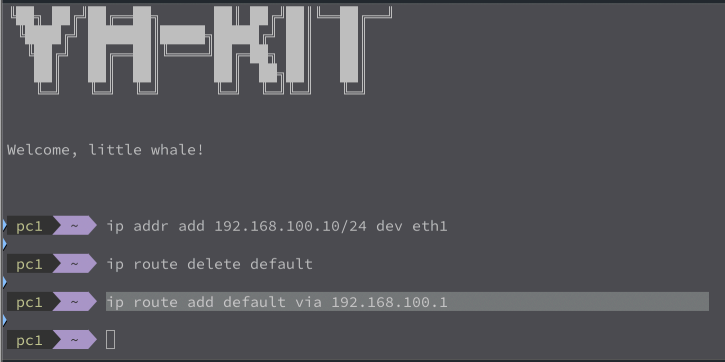 YH-KIT
Welcome, little whale!
pc1 ~ ip addr add 192.168.100.10/24 dev eth1
pc1 ~ ip route delete default
pc1 ~ ip route add default via 192.168.100.1
pc1 ~